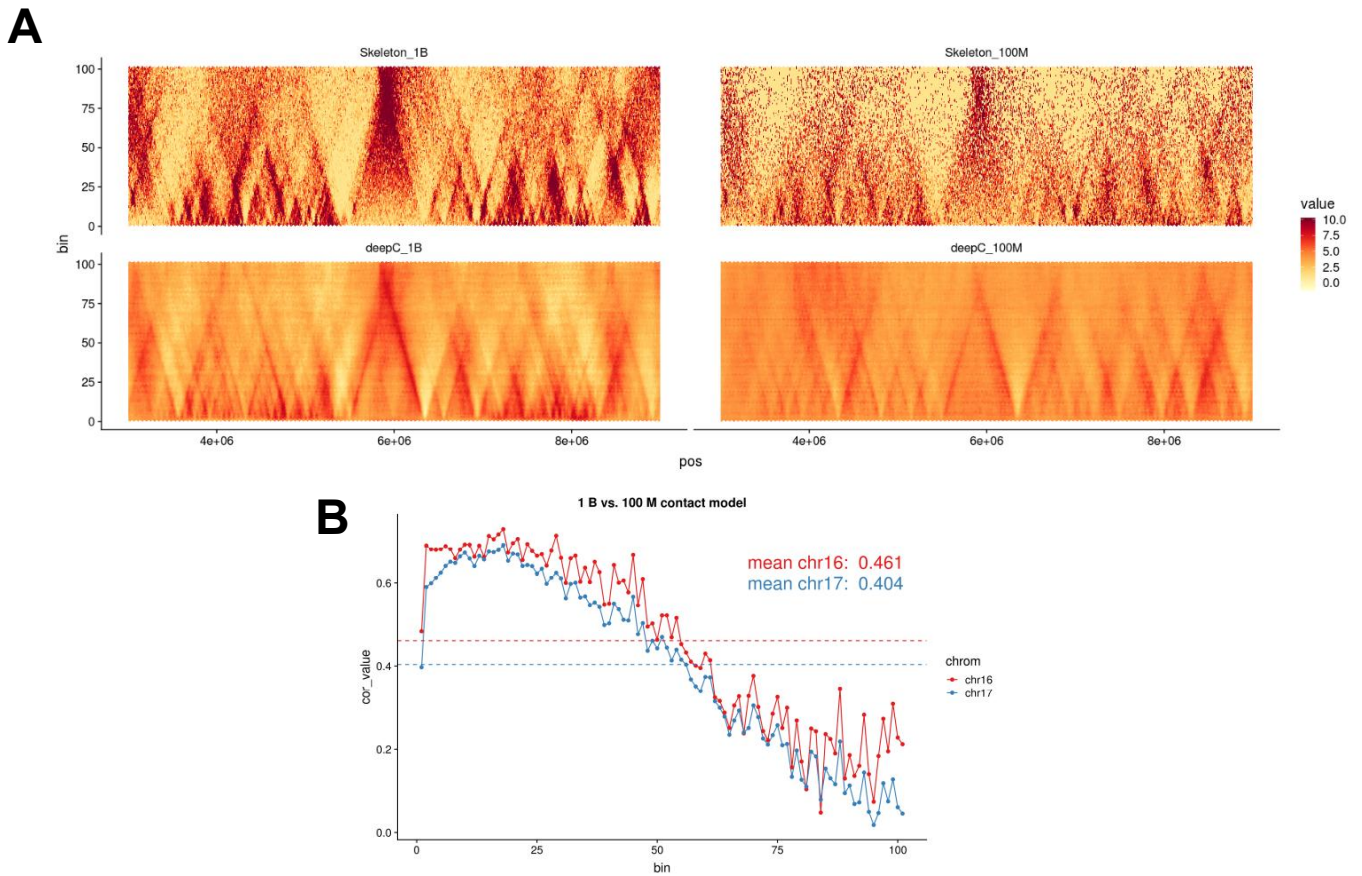 A
Skeleton_1B
Skeleton_100M
100
75
50
25
0
bin
deepC_1B
deepC_100M
100
75
50
25
0
4e+06
6e+06
8e+06
4e+06
6e+06
8e+06
pos
value
10.0
7.5
5.0
2.5
0.0
B
1 B vs. 100 M contact model
mean chr16: 0.461
mean chr17: 0.404
0.6
0.4
0.2
0.0
cor_value
0
25
50
75
100
bin
chrom
chr16
chr17